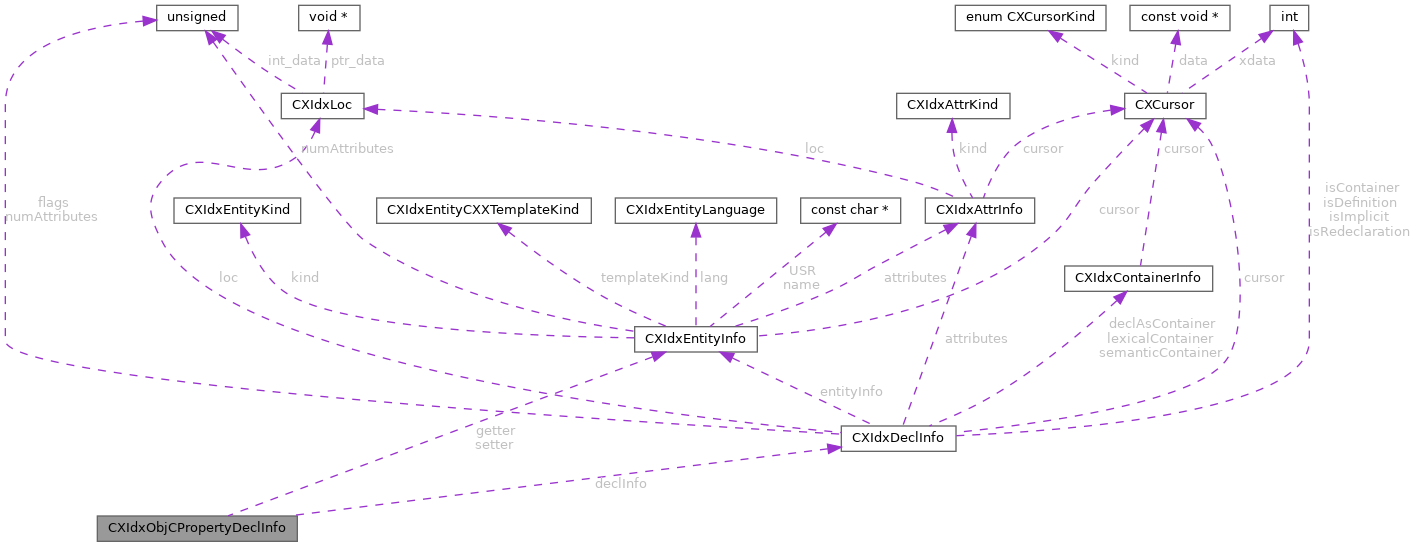 unsigned
void *
enum CXCursorKind
const void *
int
int_data
ptr_data
kind
data
xdata
CXIdxLoc
CXIdxAttrKind
CXCursor
numAttributes
loc
kind
cursor
cursor
flags
numAttributes
CXIdxEntityKind
CXIdxEntityCXXTemplateKind
CXIdxEntityLanguage
const char *
CXIdxAttrInfo
cursor
isContainer
isDefinition
isImplicit
isRedeclaration
loc
kind
templateKind
lang
USR
name
attributes
CXIdxContainerInfo
cursor
CXIdxEntityInfo
attributes
declAsContainer
lexicalContainer
semanticContainer
entityInfo
getter
setter
CXIdxDeclInfo
declInfo
CXIdxObjCPropertyDeclInfo